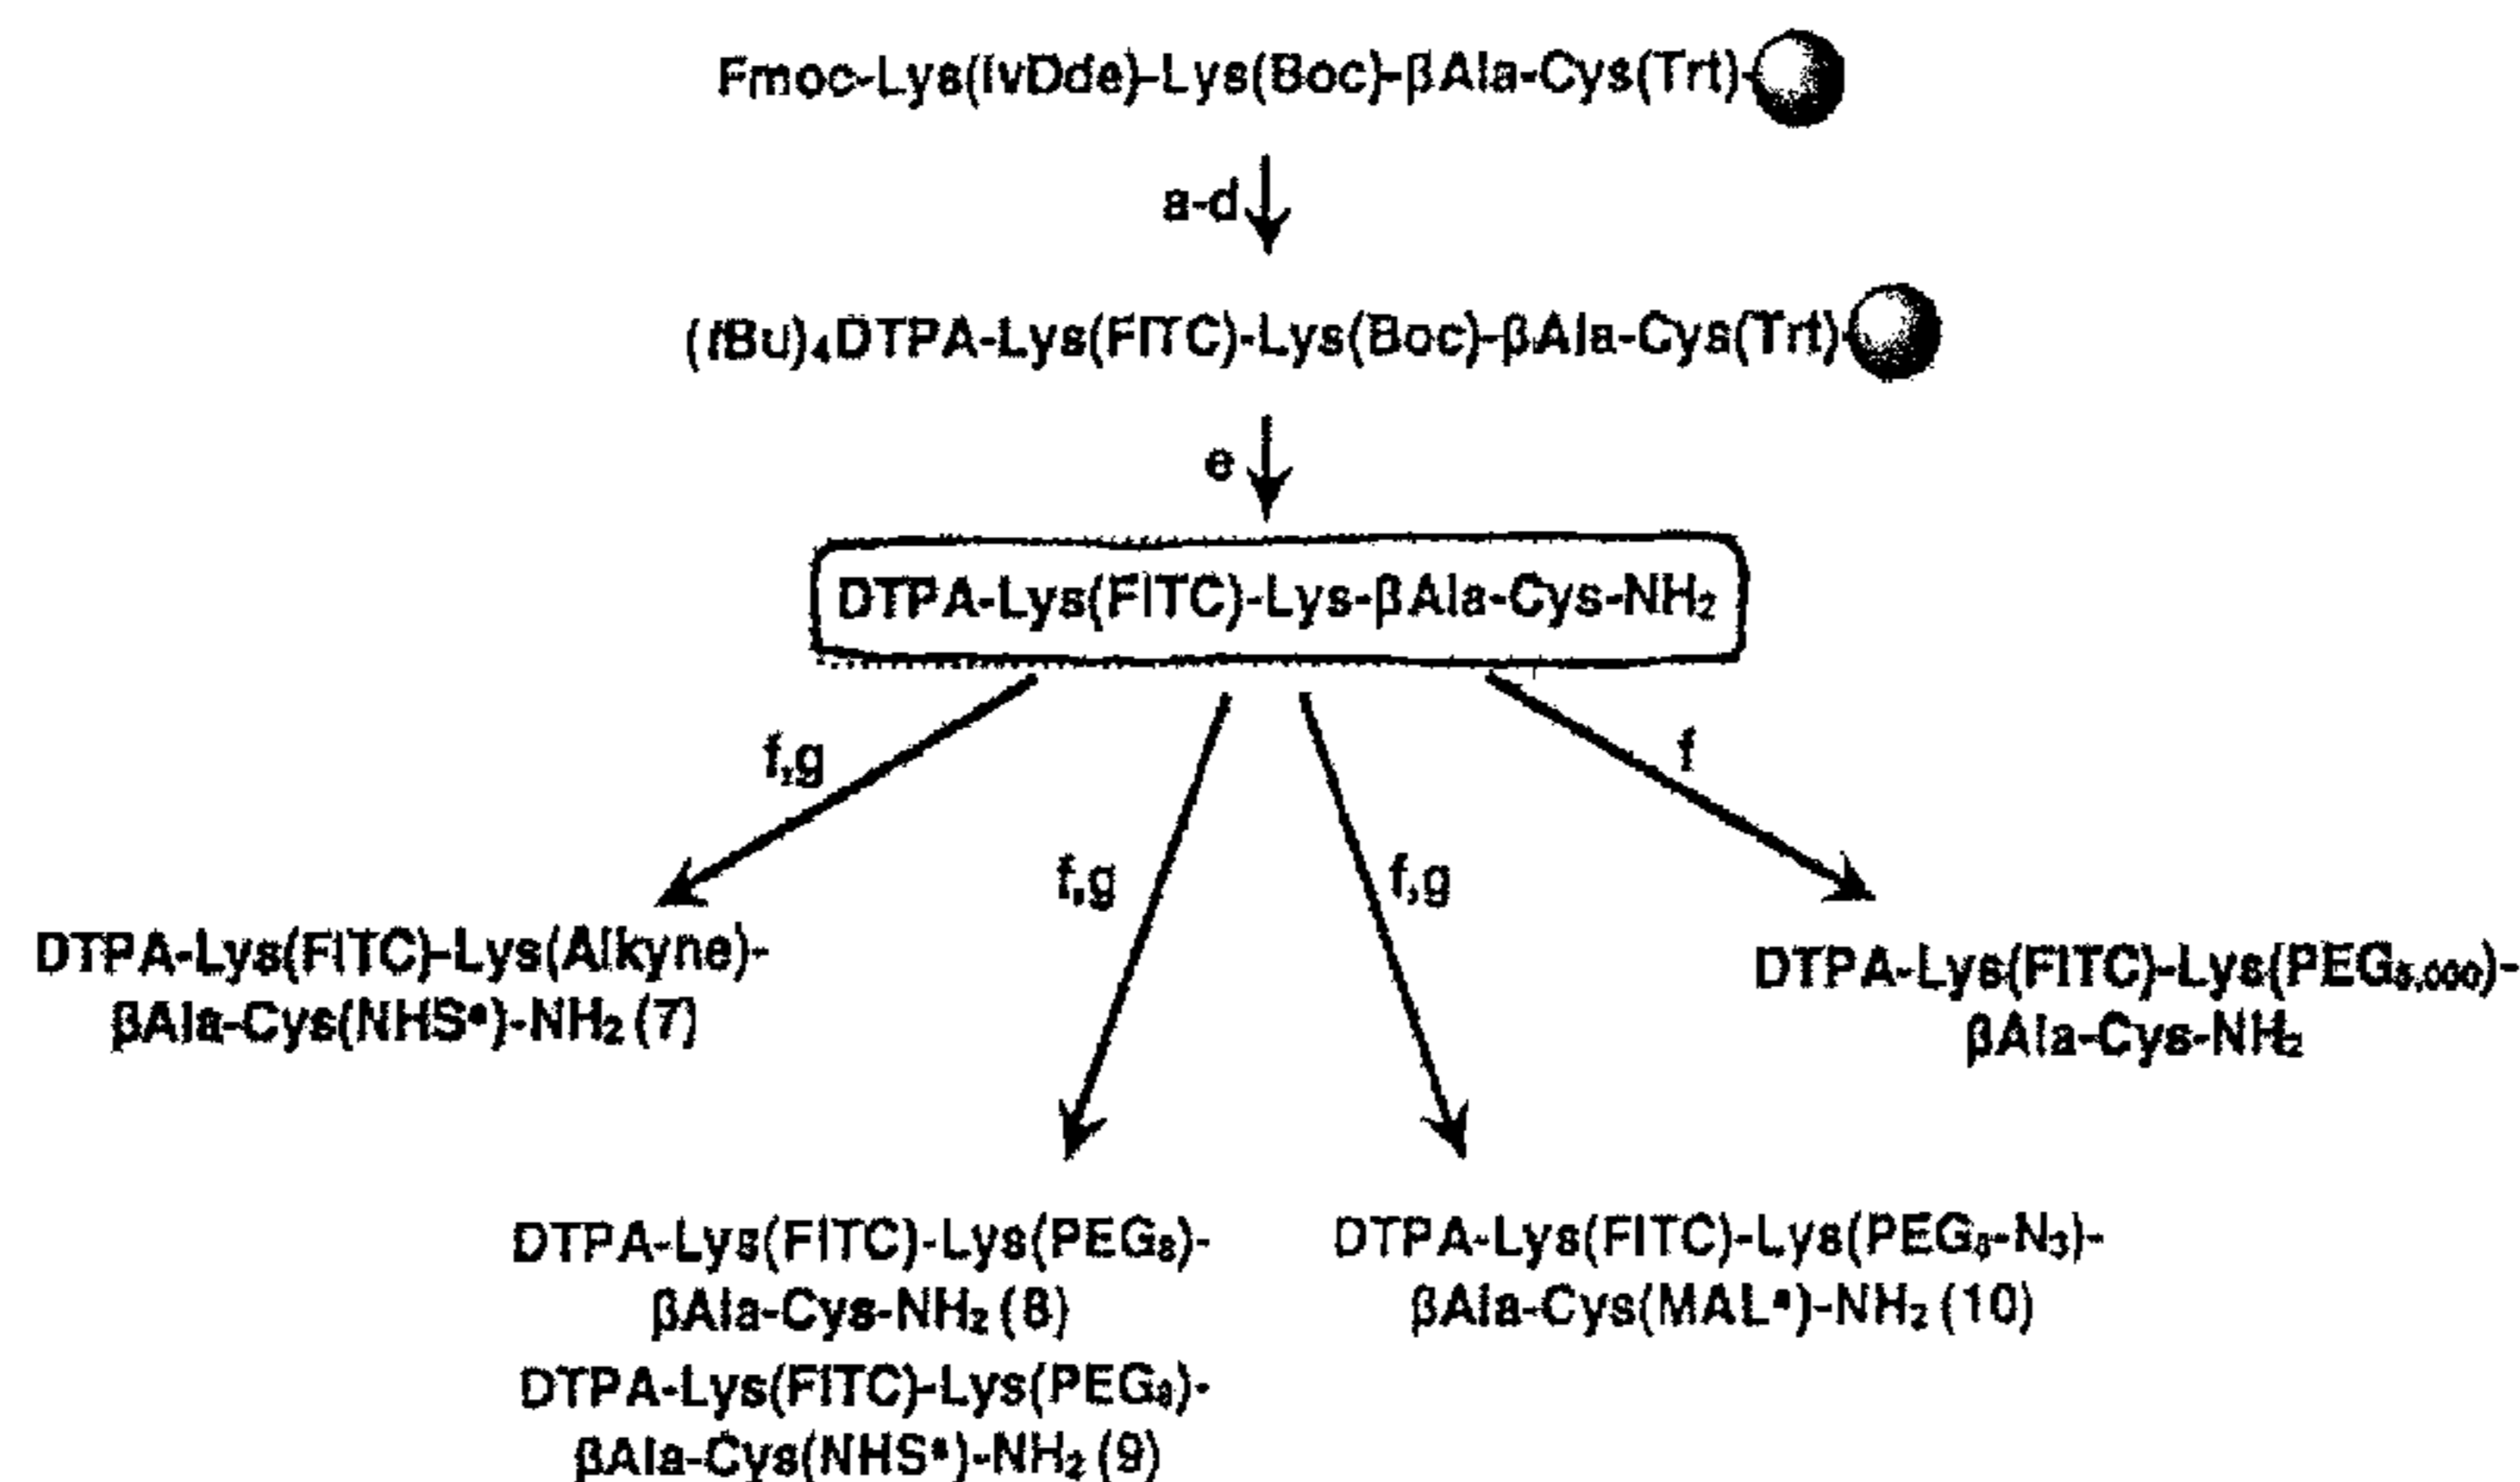 Fmoc-Lys(ivDde)-Lys(Boc)-βAla-Cys(Trt)-
a-d
(tBu)₄DTPA-Lys(FITC)-Lys(Boc)-βAla-Cys(Trt)-
e
DTPA-Lys(FITC)-Lys-βAla-Cys-NH₂
f,g
f
f,g
f,g
DTPA-Lys(FITC)-Lys(Alkyne)-
βAla-Cys(NHSᵃ)-NH₂ (7)
DTPA-Lys(FITC)-Lys(PEG₅,₀₀₀)-
βAla-Cys-NH₂
DTPA-Lys(FITC)-Lys(PEG₈)-
βAla-Cys-NH₂ (8)
DTPA-Lys(FITC)-Lys(PEG₈)-
βAla-Cys(NHSᵃ)-NH₂ (9)
DTPA-Lys(FITC)-Lys(PEG₈-N₃)-
βAla-Cys(MALᵃ)-NH₂ (10)